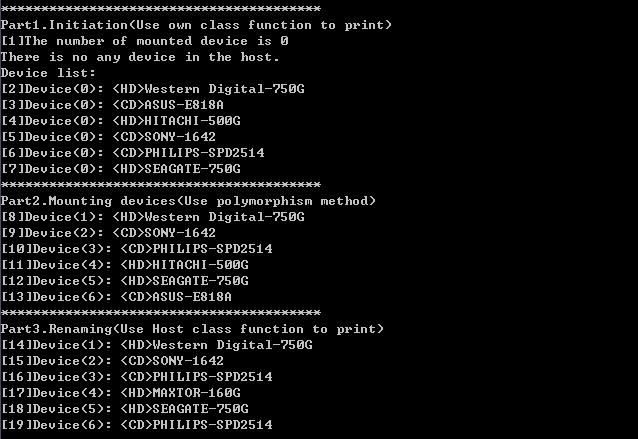 ****************************************
Part1.Initiation(Use own class function to print)
[1]The number of mounted device is 0
There is no any device in the host.
Device list:
[2]Device(0): <HD>Western Digital-750G
[3]Device(0): <CD>ASUS-E818A
[4]Device(0): <HD>HITACHI-500G
[5]Device(0): <CD>SONY-1642
[6]Device(0): <CD>PHILIPS-SPD2514
[7]Device(0): <HD>SEAGATE-750G
****************************************
Part2.Mounting devices(Use polymorphism method)
[8]Device(1): <HD>Western Digital-750G
[9]Device(2): <CD>SONY-1642
[10]Device(3): <CD>PHILIPS-SPD2514
[11]Device(4): <HD>HITACHI-500G
[12]Device(5): <HD>SEAGATE-750G
[13]Device(6): <CD>ASUS-E818A
****************************************
Part3.Renaming(Use Host class function to print)
[14]Device(1): <HD>Western Digital-750G
[15]Device(2): <CD>SONY-1642
[16]Device(3): <CD>PHILIPS-SPD2514
[17]Device(4): <HD>MAXTOR-160G
[18]Device(5): <HD>SEAGATE-750G
[19]Device(6): <CD>PHILIPS-SPD2514